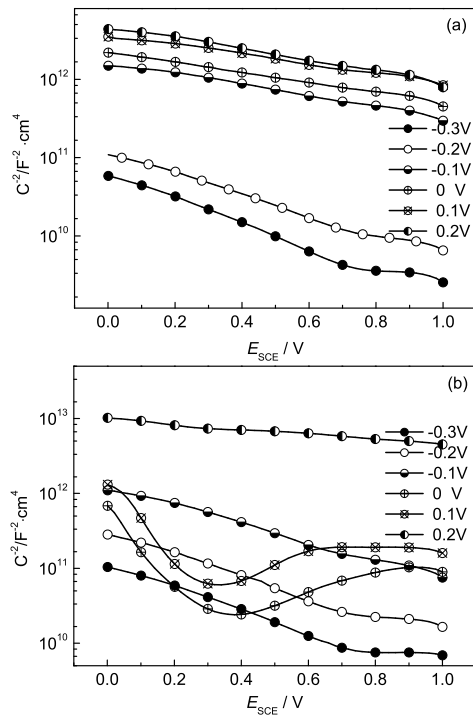 (a)
10^12
10^11
10^10
C^-2/F^-2 ·cm^4
-0.3V
-0.2V
-0.1V
0 V
0.1V
0.2V
0.0 0.2 0.4 0.6 0.8 1.0
E_SCE / V
(b)
10^13
10^12
10^11
10^10
C^-2/F^-2·cm^4
-0.3V
-0.2V
-0.1V
0 V
0.1V
0.2V
0.0 0.2 0.4 0.6 0.8 1.0
E_SCE / V